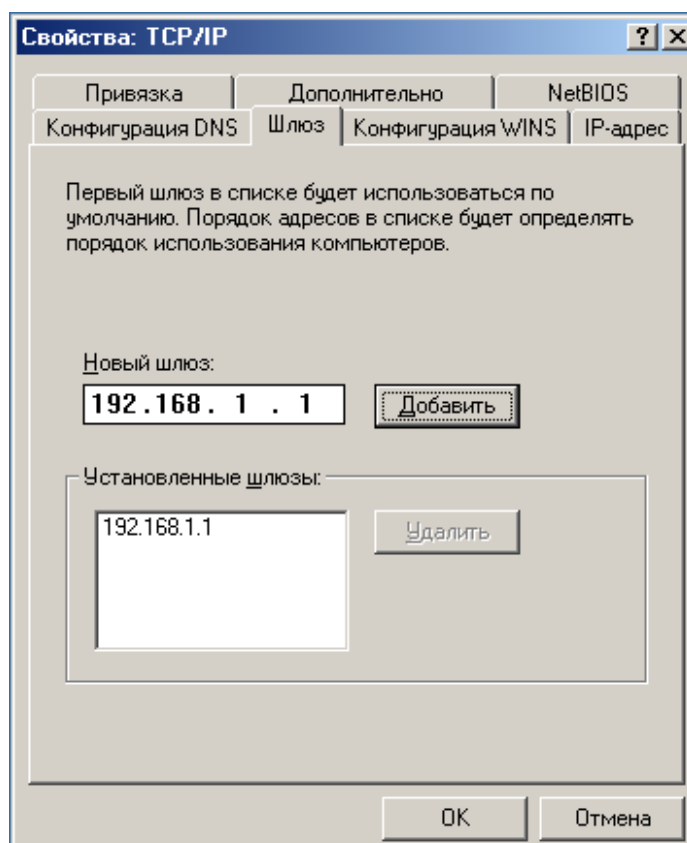 Свойства: TCP/IP
Привязка Дополнительно NetBIOS
Конфигурация DNS Шлюз Конфигурация WINS IP-адрес
Первый шлюз в списке будет использоваться по
умолчанию. Порядок адресов в списке будет определять
порядок использования компьютеров.
Новый шлюз:
192.168. 1 . 1 Добавить
Установленные шлюзы:
192.168.1.1 Удалить
OK Отмена